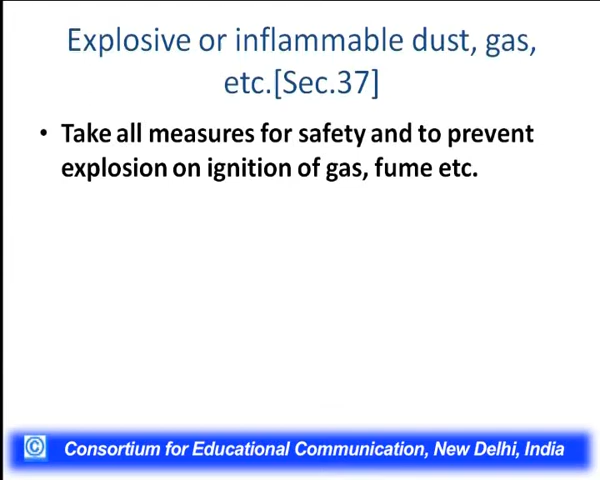 Explosive or inflammable dust, gas,
etc.[Sec.37]
• Take all measures for safety and to prevent
explosion on ignition of gas, fume etc.
© Consortium for Educational Communication, New Delhi, India